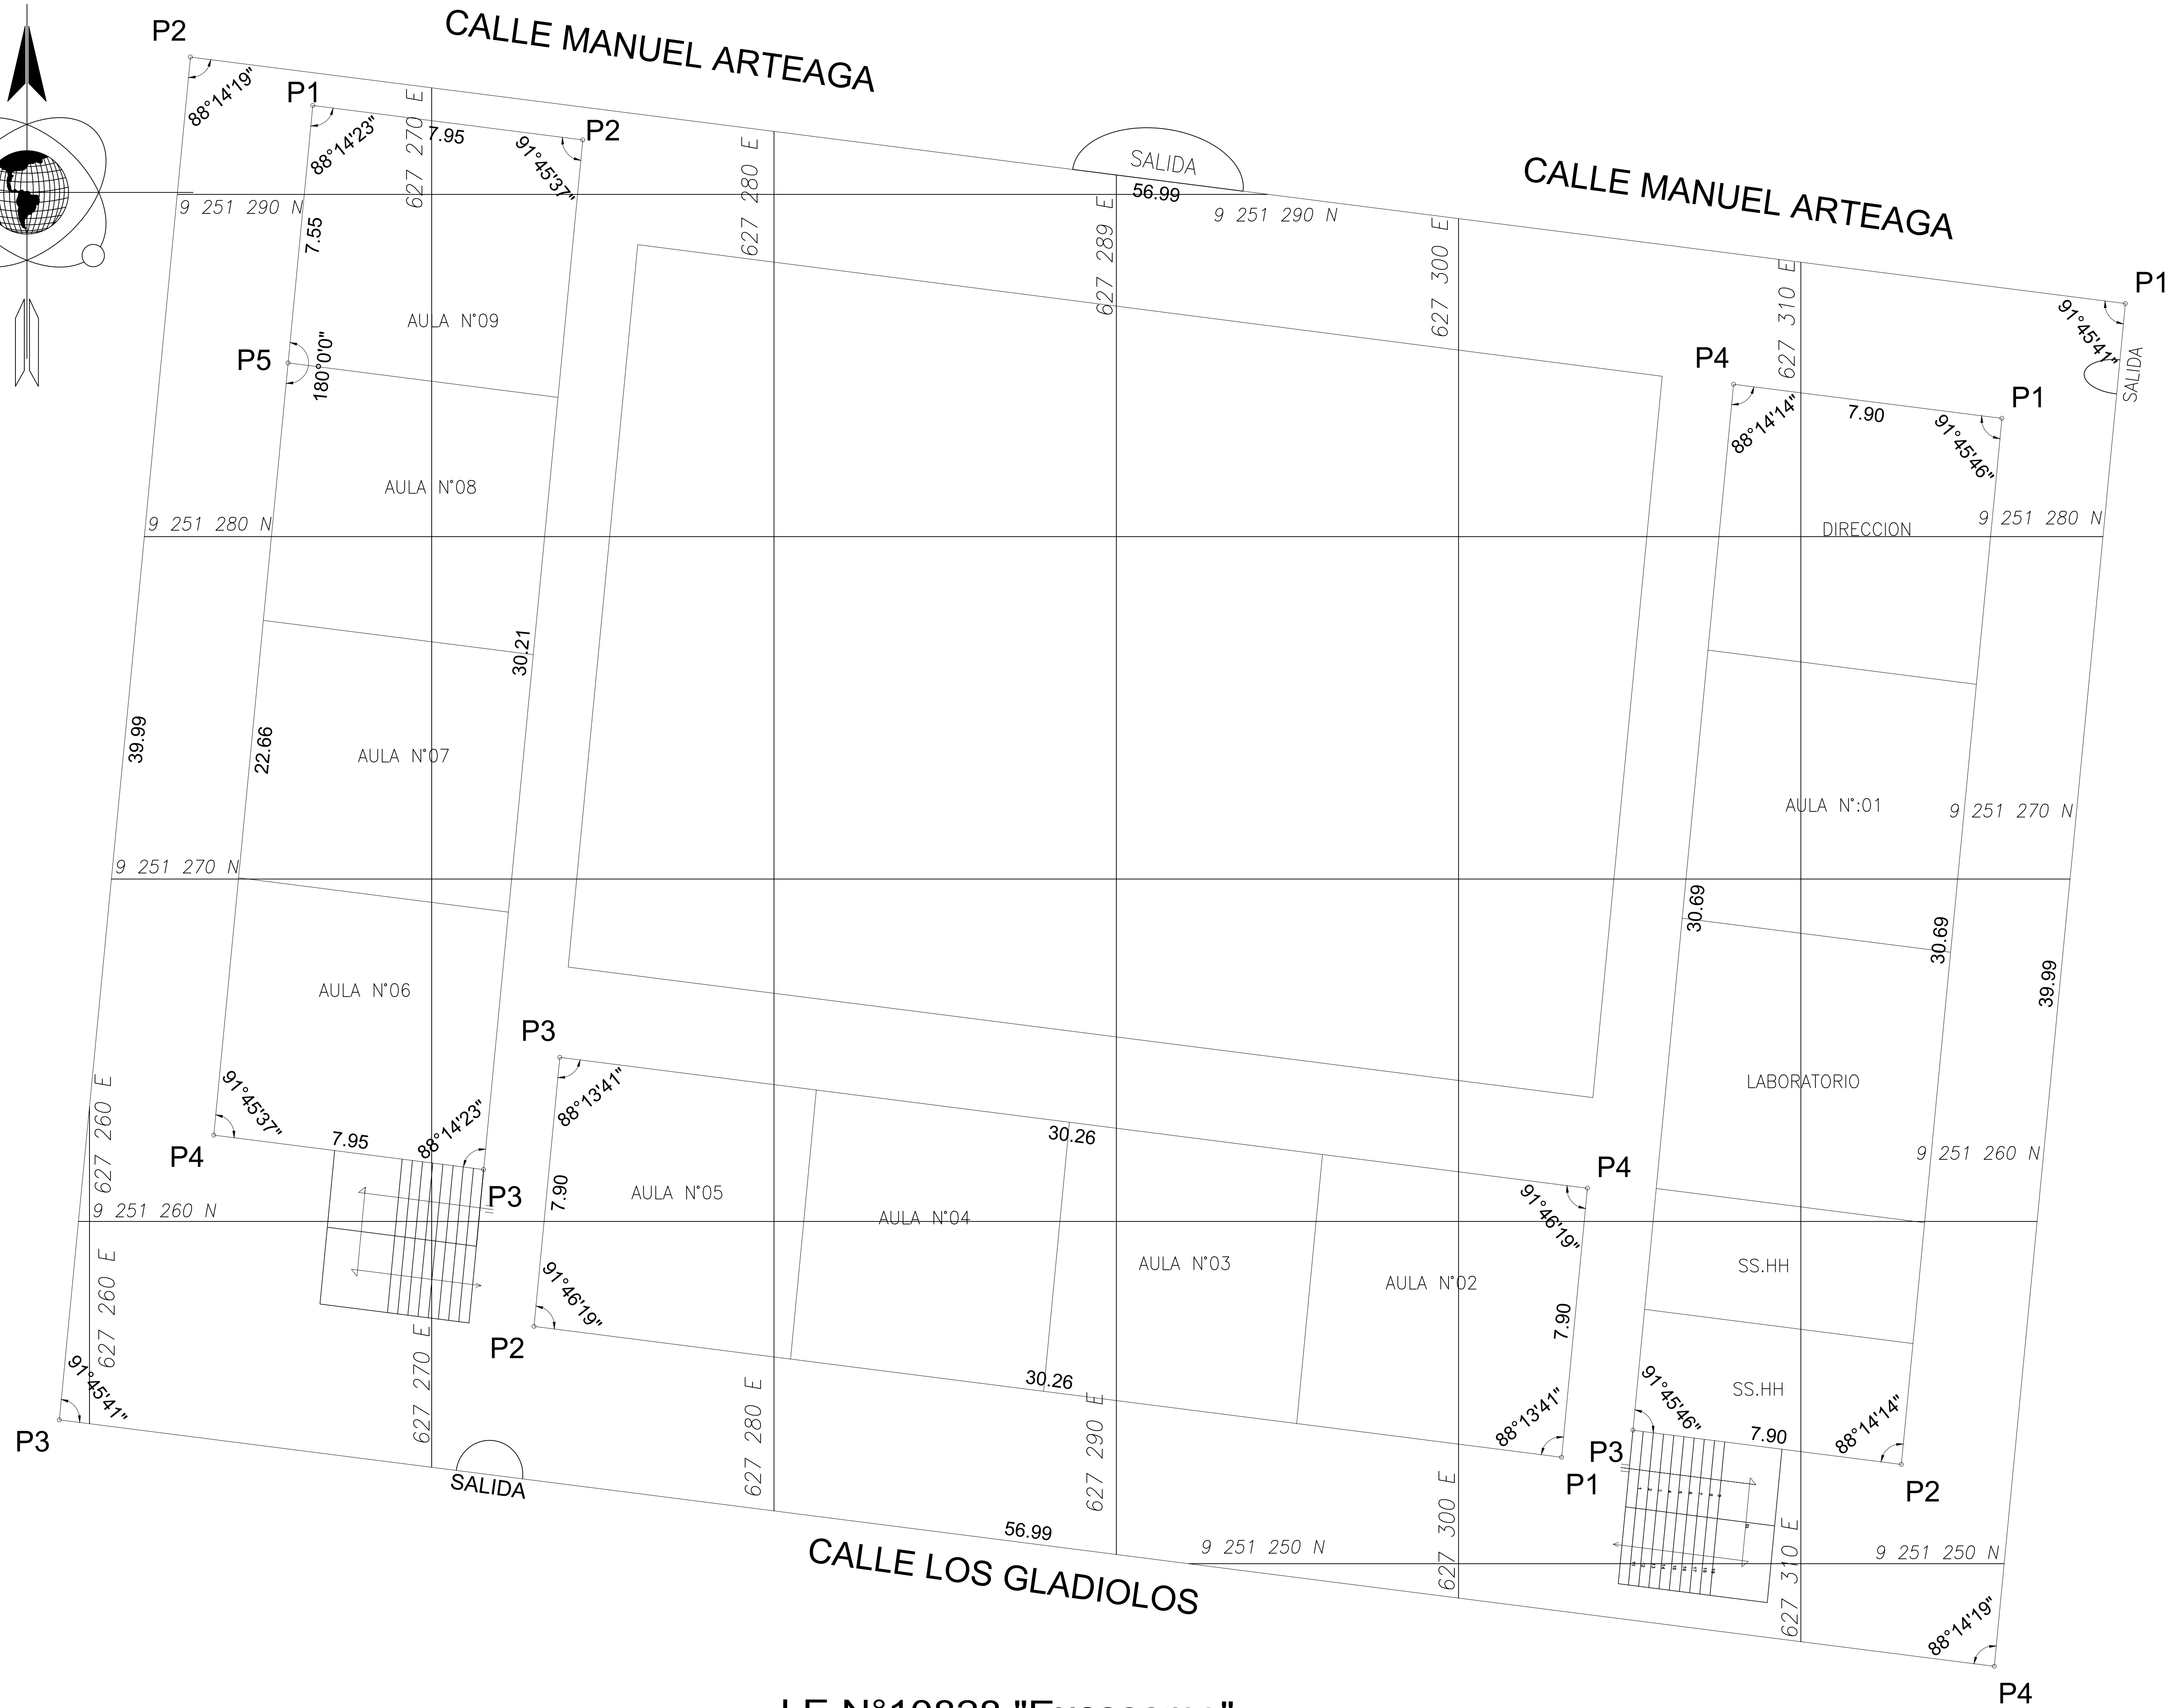 CALLE MANUEL ARTEAGA
P2
88°14'19"
P1
88°14'23"
627 270 E
7.95
91°45'37"
P2
627 280 E
SALIDA
56.99
627 289 E
9 251 290 N
9 251 290 N
CALLE MANUEL ARTEAGA
627 300 E
627 310 E
P1
91°45'41"
SALIDA
7.55
AULA N°09
P5
180°0'0"
P4
88°14'14"
7.90
91°45'46"
P1
AULA N°08
9 251 280 N
DIRECCION
9 251 280 N
30.21
39.99
22.66
AULA N°07
AULA N°:01
9 251 270 N
9 251 270 N
30.69
30.69
39.99
AULA N°06
P3
88°13'41"
LABORATORIO
627 260 E
91°45'37"
P4
7.95
88°14'23"
P3
30.26
P4
91°46'19"
9 251 260 N
9 251 260 N
7.90
AULA N°05
AULA N°04
AULA N°03
AULA N°02
SS.HH
627 260 E
91°46'19"
P2
7.90
91°45'41"
P3
627 270 E
627 280 E
30.26
627 290 E
88°13'41"
P1
91°45'46"
SS.HH
P3
7.90
88°14'14"
P2
SALIDA
627 300 E
56.99
9 251 250 N
627 310 E
9 251 250 N
CALLE LOS GLADIOLOS
88°14'19"
P4